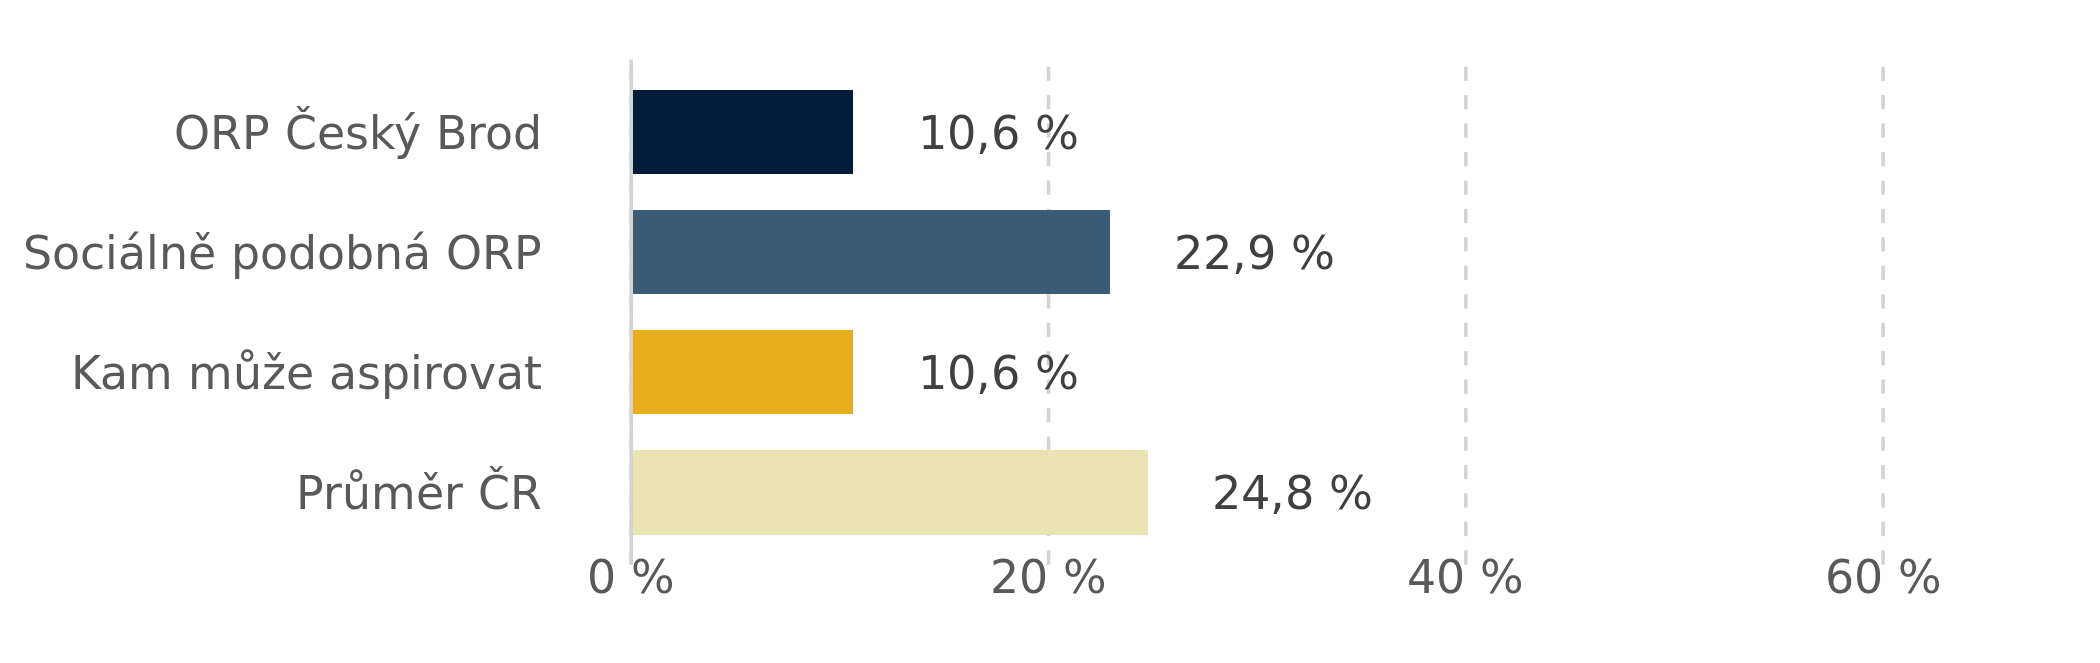 ORP Český Brod 10,6 %
Sociálně podobná ORP 22,9 %
Kam může aspirovat 10,6 %
Průměr ČR 24,8 %
0 % 20 % 40 % 60 %